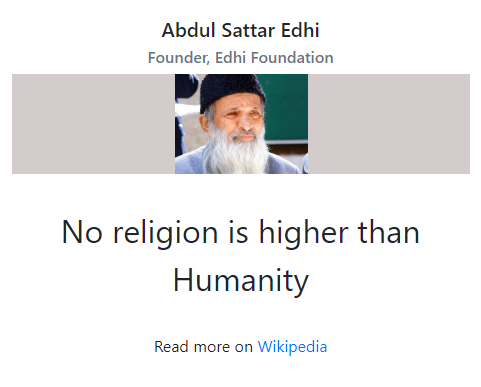 Abdul Sattar Edhi
Founder, Edhi Foundation
No religion is higher than
Humanity
Read more on Wikipedia